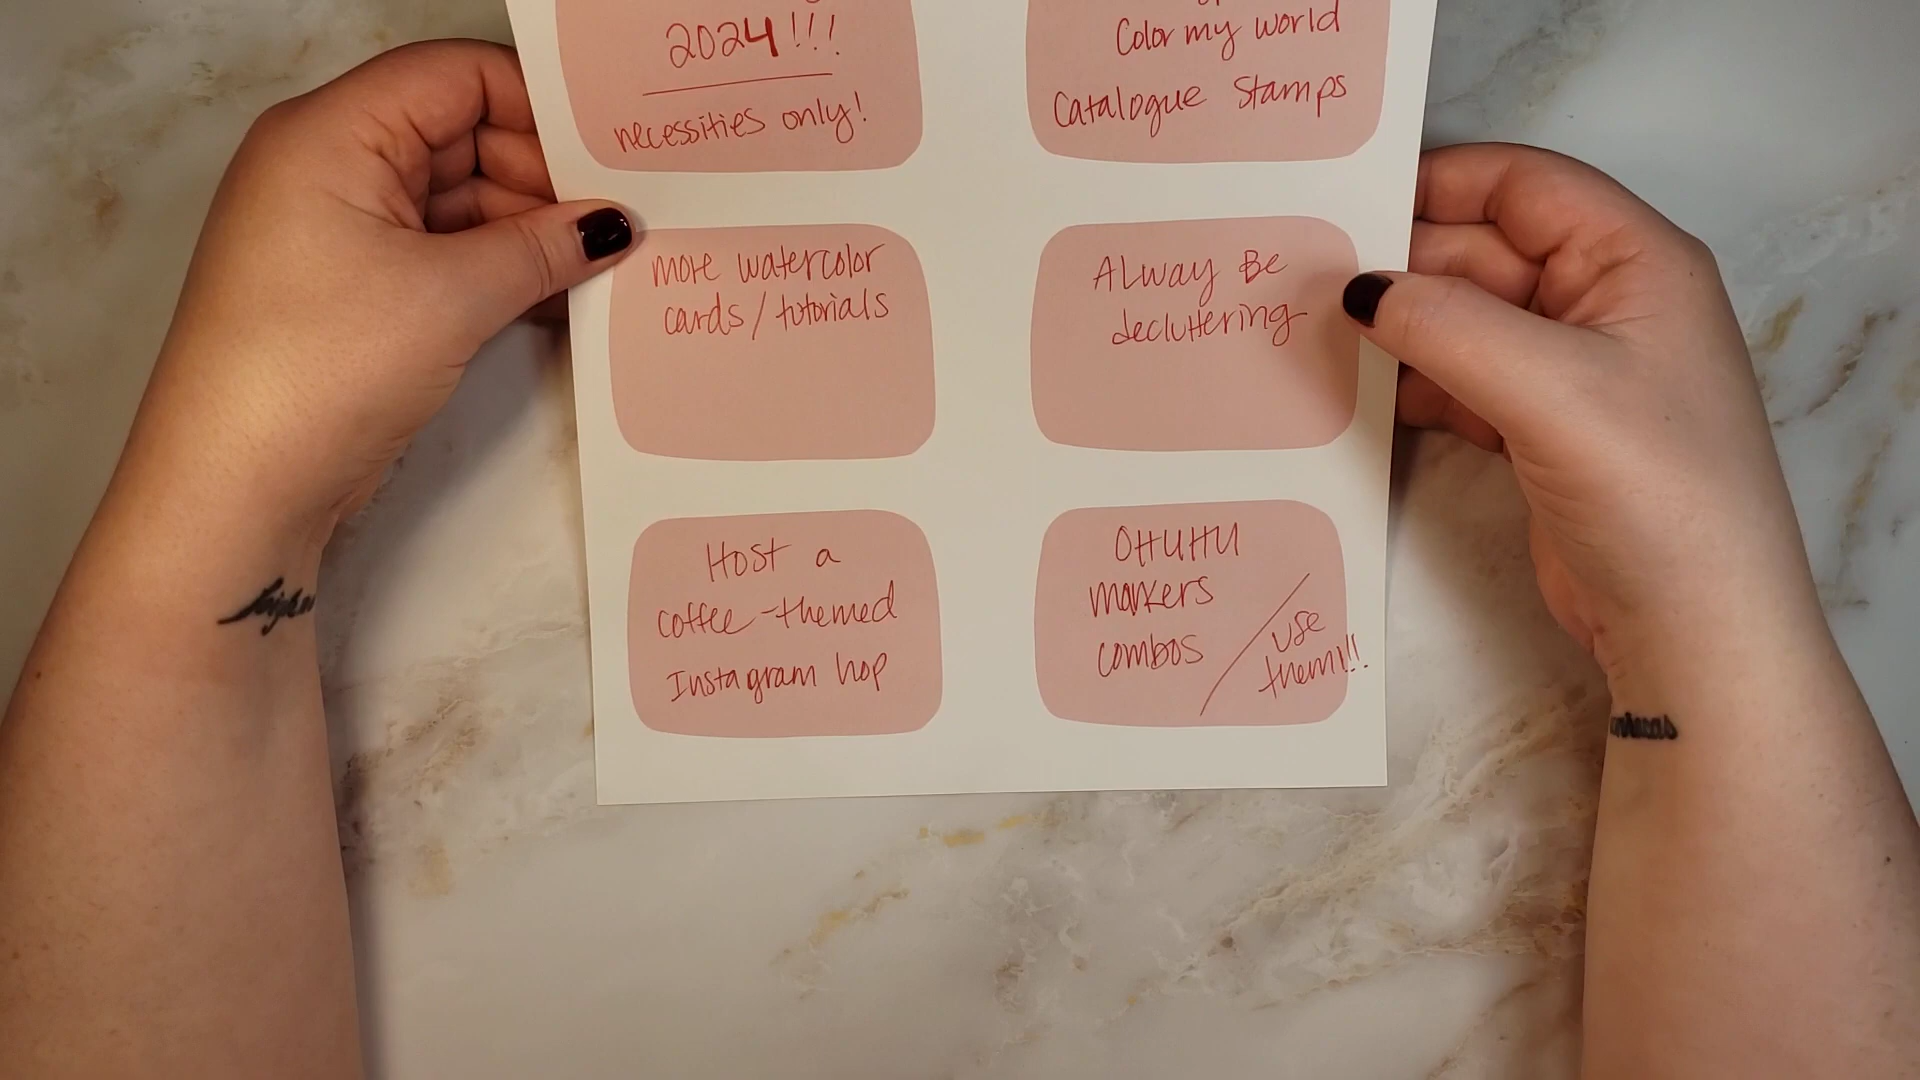 2024!!!
necessities only!
Color my world
Catalogue Stamps
more watercolor
cards/tutorials
ALway Be
decluttering
Host a
coffee-themed
Instagram hop
OHUHU
markers
combos / use
them!!!